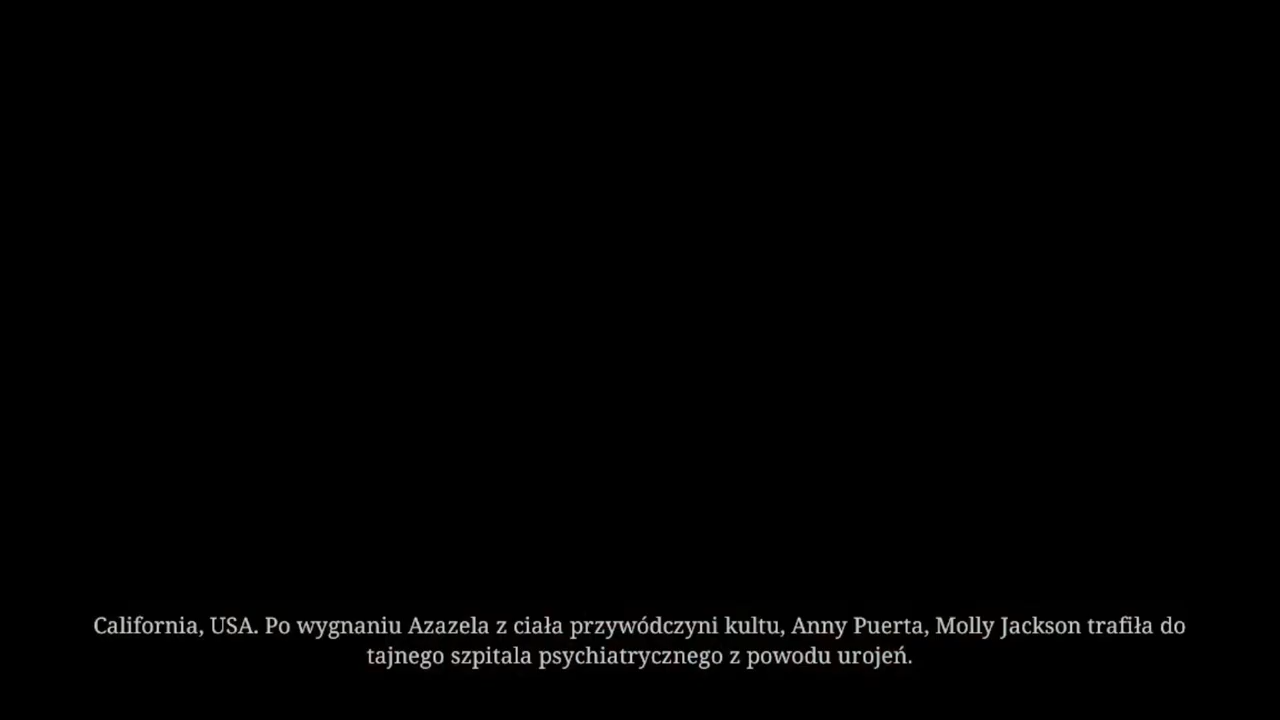 California, USA. Po wygnaniu Azazela z ciała przywódczyni kultu, Anny Puerta, Molly Jackson trafiła do
tajnego szpitala psychiatrycznego z powodu urojeń.